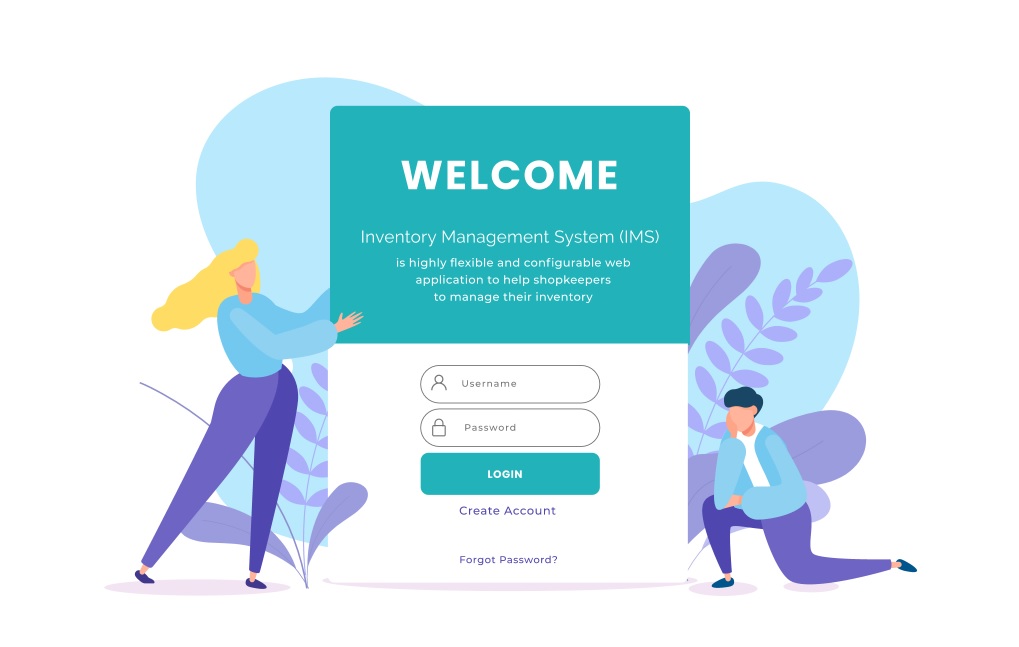 WELCOME
Inventory Management System (IMS)
is highly flexible and configurable web
application to help shopkeepers
to manage their inventory
Username
Password
LOGIN
Create Account
Forgot Password?